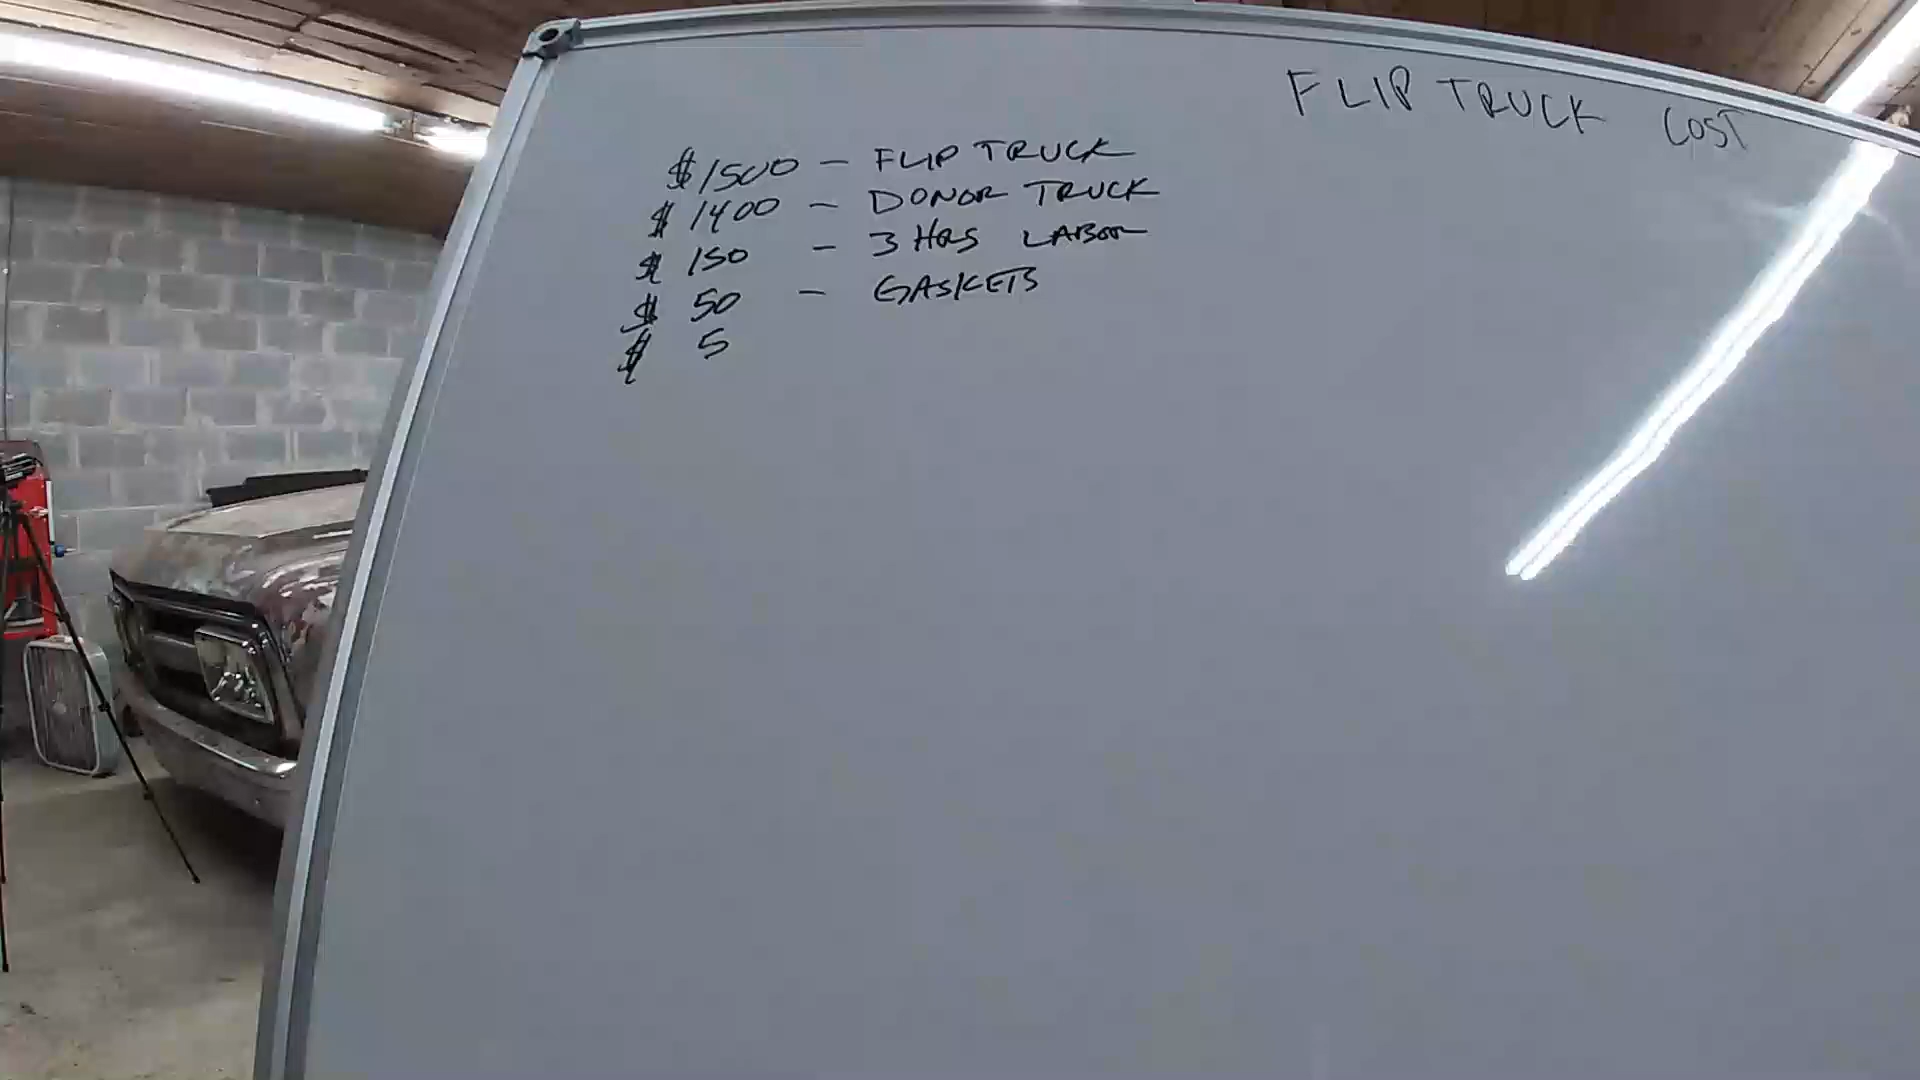 FLIP TRUCK COST
$1500 - FLIP TRUCK
$1400 - DONOR TRUCK
$ 150 - 3 HRS LABOR
$ 50 - GASKETS
$ 5